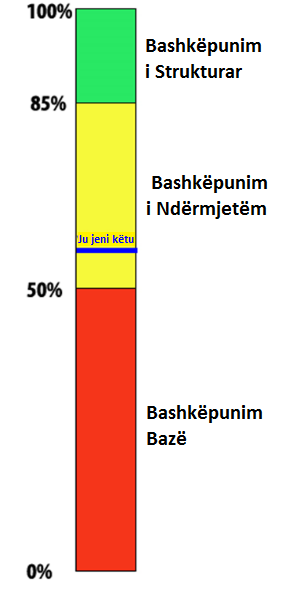 100%
Bashkëpunim
i Strukturar
85%
Bashkëpunim
i Ndërmjetëm
Ju jeni këtu
50%
Bashkëpunim
Bazë
0%